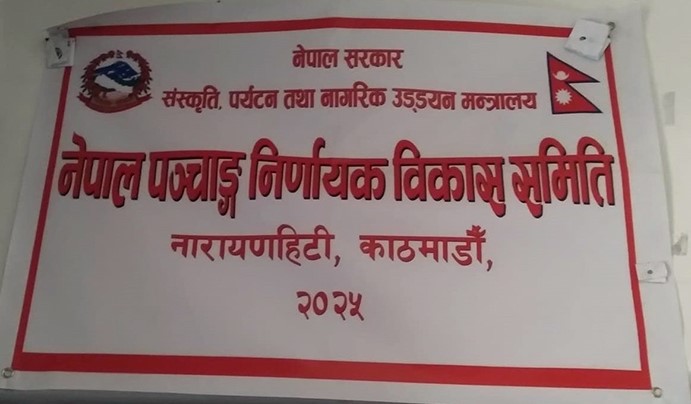 नेपाल सरकार
संस्कृति, पर्यटन तथा नागरिक उड्डयन मन्त्रालय
नेपाल पञ्चाङ्ग निर्णायक विकास समिति
नारायणहिटी, काठमाडौँ,
२०२५